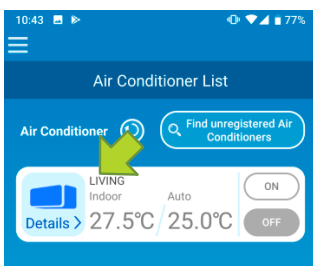 10:43 77%
Air Conditioner List
Air Conditioner
Find unregistered Air
Conditioners
LIVING
Indoor Auto
ON
Details > 27.5℃ 25.0℃ OFF